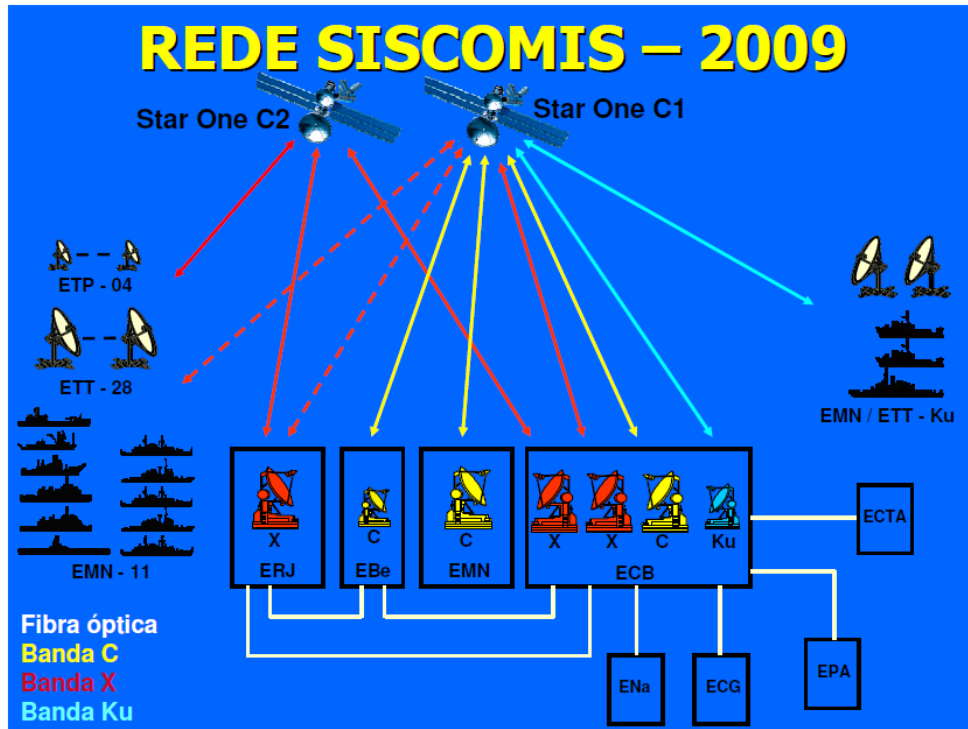 REDE SISCOMIS – 2009
Star One C2
Star One C1
ETP - 04
ETT - 28
EMN - 11
EMN / ETT - Ku
X
ERJ
C
EBe
C
EMN
X X C Ku
ECB
ECTA
ENa
ECG
EPA
Fibra óptica
Banda C
Banda X
Banda Ku